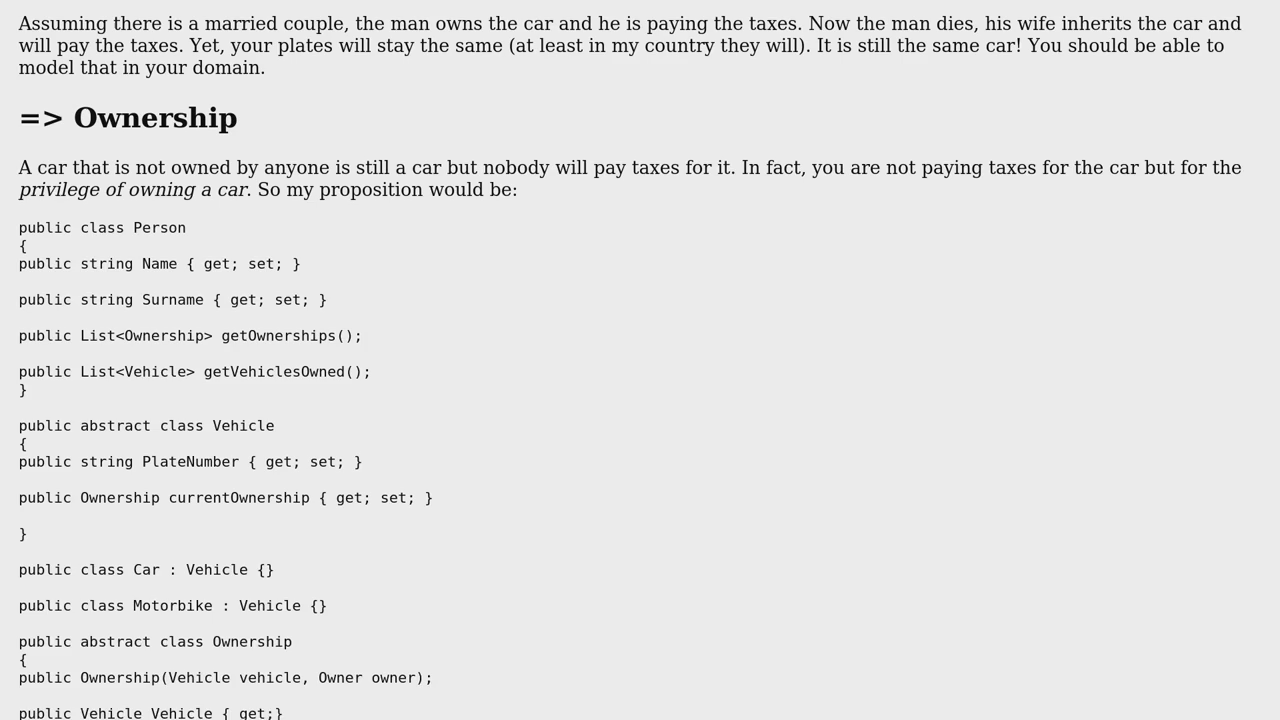 Assuming there is a married couple, the man owns the car and he is paying the taxes. Now the man dies, his wife inherits the car and
will pay the taxes. Yet, your plates will stay the same (at least in my country they will). It is still the same car! You should be able to
model that in your domain.
=> Ownership
A car that is not owned by anyone is still a car but nobody will pay taxes for it. In fact, you are not paying taxes for the car but for the
privilege of owning a car. So my proposition would be:
public class Person
{
public string Name { get; set; }
public string Surname { get; set; }
public List<Ownership> getOwnerships();
public List<Vehicle> getVehiclesOwned();
}
public abstract class Vehicle
{
public string PlateNumber { get; set; }
public Ownership currentOwnership { get; set; }
}
public class Car : Vehicle {}
public class Motorbike : Vehicle {}
public abstract class Ownership
{
public Ownership(Vehicle vehicle, Owner owner);
public Vehicle Vehicle { get;}